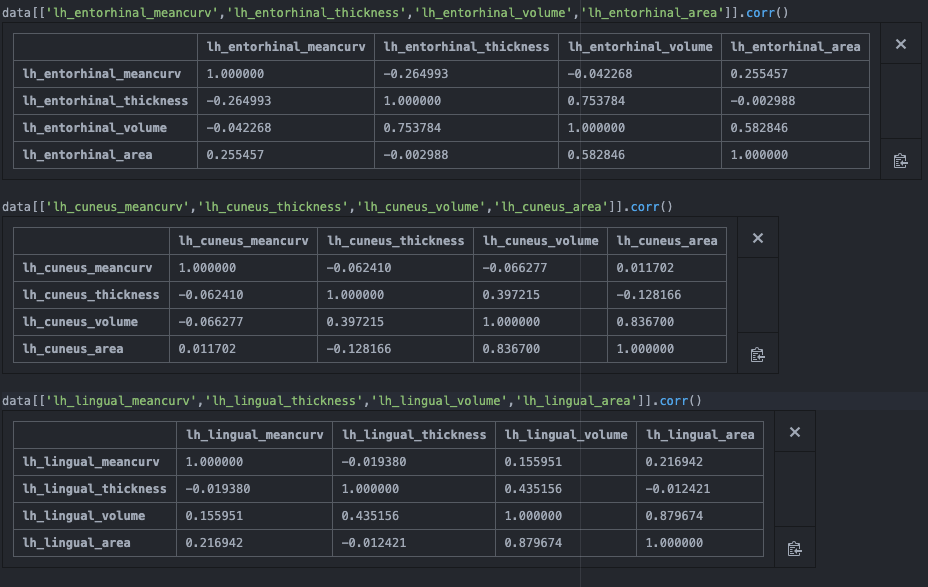 data[['lh_entorhinal_meancurv','lh_entorhinal_thickness','lh_entorhinal_volume','lh_entorhinal_area']].corr()
lh_entorhinal_meancurv lh_entorhinal_thickness lh_entorhinal_volume lh_entorhinal_area
lh_entorhinal_meancurv 1.000000 -0.264993 -0.042268 0.255457
lh_entorhinal_thickness -0.264993 1.000000 0.753784 -0.002988
lh_entorhinal_volume -0.042268 0.753784 1.000000 0.582846
lh_entorhinal_area 0.255457 -0.002988 0.582846 1.000000
data[['lh_cuneus_meancurv','lh_cuneus_thickness','lh_cuneus_volume','lh_cuneus_area']].corr()
lh_cuneus_meancurv lh_cuneus_thickness lh_cuneus_volume lh_cuneus_area
lh_cuneus_meancurv 1.000000 -0.062410 -0.066277 0.011702
lh_cuneus_thickness -0.062410 1.000000 0.397215 -0.128166
lh_cuneus_volume -0.066277 0.397215 1.000000 0.836700
lh_cuneus_area 0.011702 -0.128166 0.836700 1.000000
data[['lh_lingual_meancurv','lh_lingual_thickness','lh_lingual_volume','lh_lingual_area']].corr()
lh_lingual_meancurv lh_lingual_thickness lh_lingual_volume lh_lingual_area
lh_lingual_meancurv 1.000000 -0.019380 0.155951 0.216942
lh_lingual_thickness -0.019380 1.000000 0.435156 -0.012421
lh_lingual_volume 0.155951 0.435156 1.000000 0.879674
lh_lingual_area 0.216942 -0.012421 0.879674 1.000000